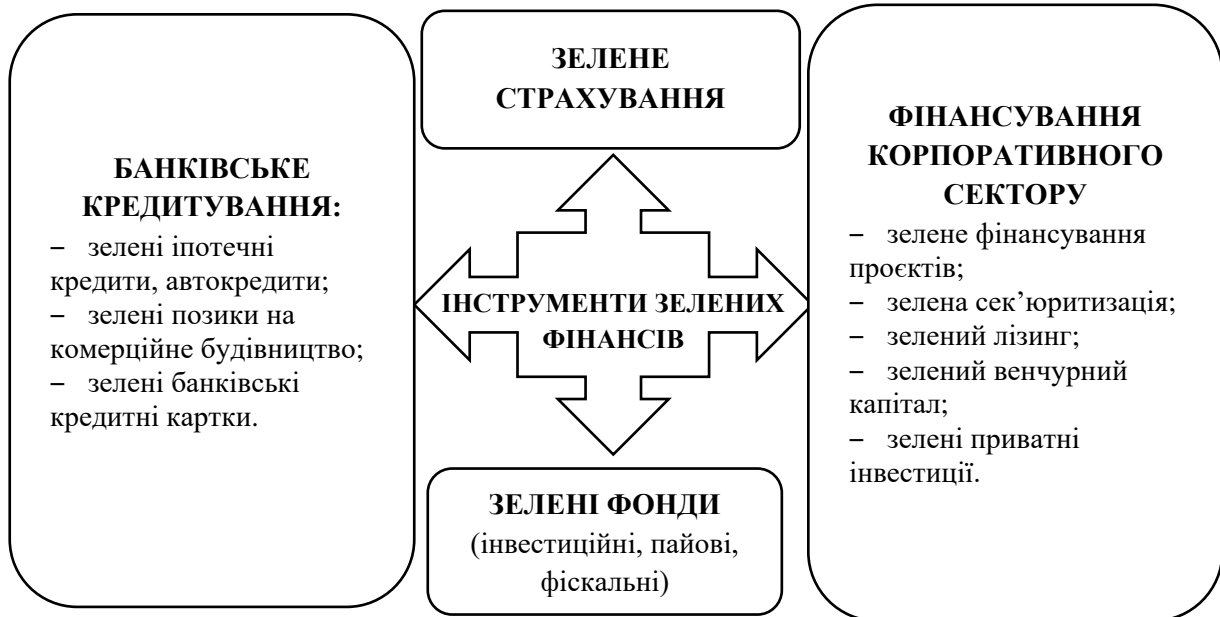 ЗЕЛЕНЕ
СТРАХУВАННЯ
БАНКІВСЬКЕ
КРЕДИТУВАННЯ:
– зелені іпотечні
кредити, автокредити;
– зелені позики на
комерційне будівництво;
– зелені банківські
кредитні картки.
ІНСТРУМЕНТИ ЗЕЛЕНИХ
ФІНАНСІВ
ФІНАНСУВАННЯ
КОРПОРАТИВНОГО
СЕКТОРУ
– зелене фінансування
проєктів;
– зелена сек’юритизація;
– зелений лізинг;
– зелений венчурний
капітал;
– зелені приватні
інвестиції.
ЗЕЛЕНІ ФОНДИ
(інвестиційні, пайові,
фіскальні)